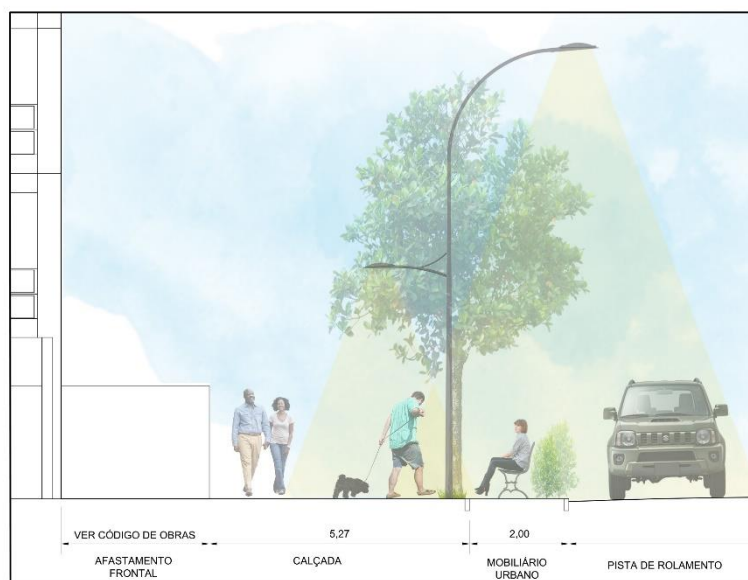 VER CÓDIGO DE OBRAS 5,27 2,00
AFASTAMENTO
FRONTAL
CALÇADA
MOBILIÁRIO
URBANO
PISTA DE ROLAMENTO